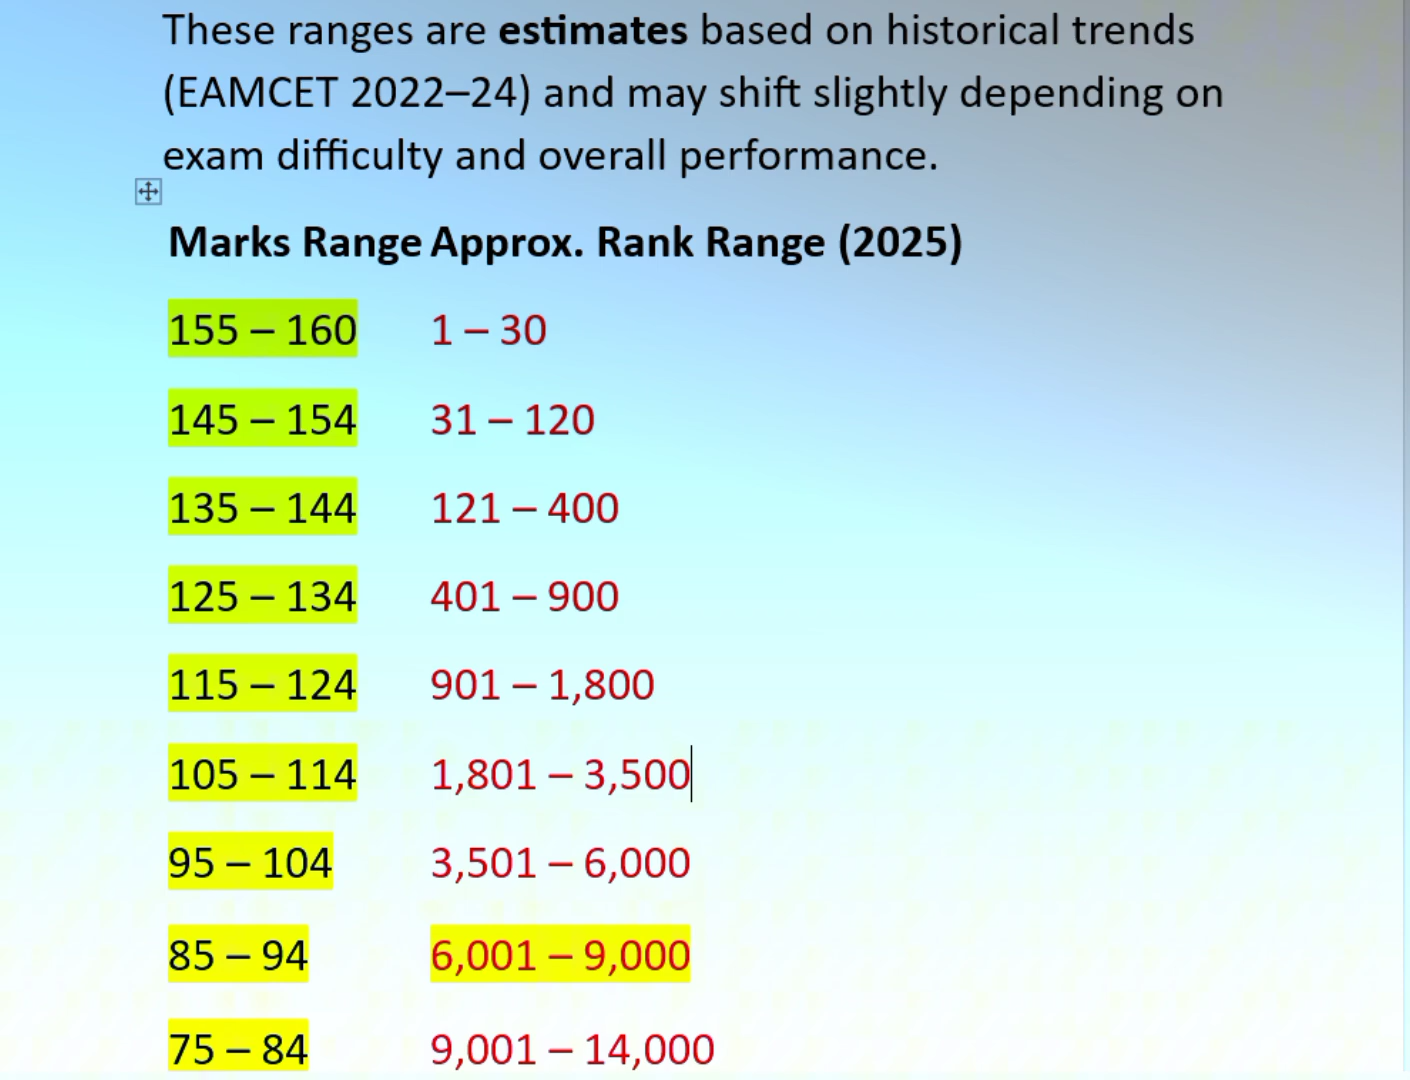 These ranges are estimates based on historical trends
(EAMCET 2022–24) and may shift slightly depending on
exam difficulty and overall performance.
Marks Range Approx. Rank Range (2025)
155 – 160 1 – 30
145 – 154 31 – 120
135 – 144 121 – 400
125 – 134 401 – 900
115 – 124 901 – 1,800
105 – 114 1,801 – 3,500
95 – 104 3,501 – 6,000
85 – 94 6,001 – 9,000
75 – 84 9,001 – 14,000